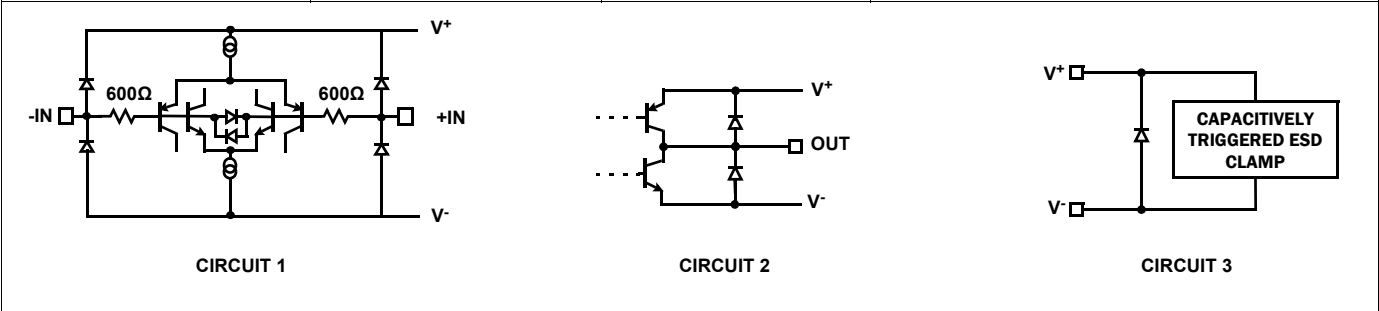 V+
600Ω
600Ω
-IN
+IN
V-
CIRCUIT 1
V+
OUT
V-
CIRCUIT 2
V+
CAPACITIVELY
TRIGGERED ESD
CLAMP
V-
CIRCUIT 3